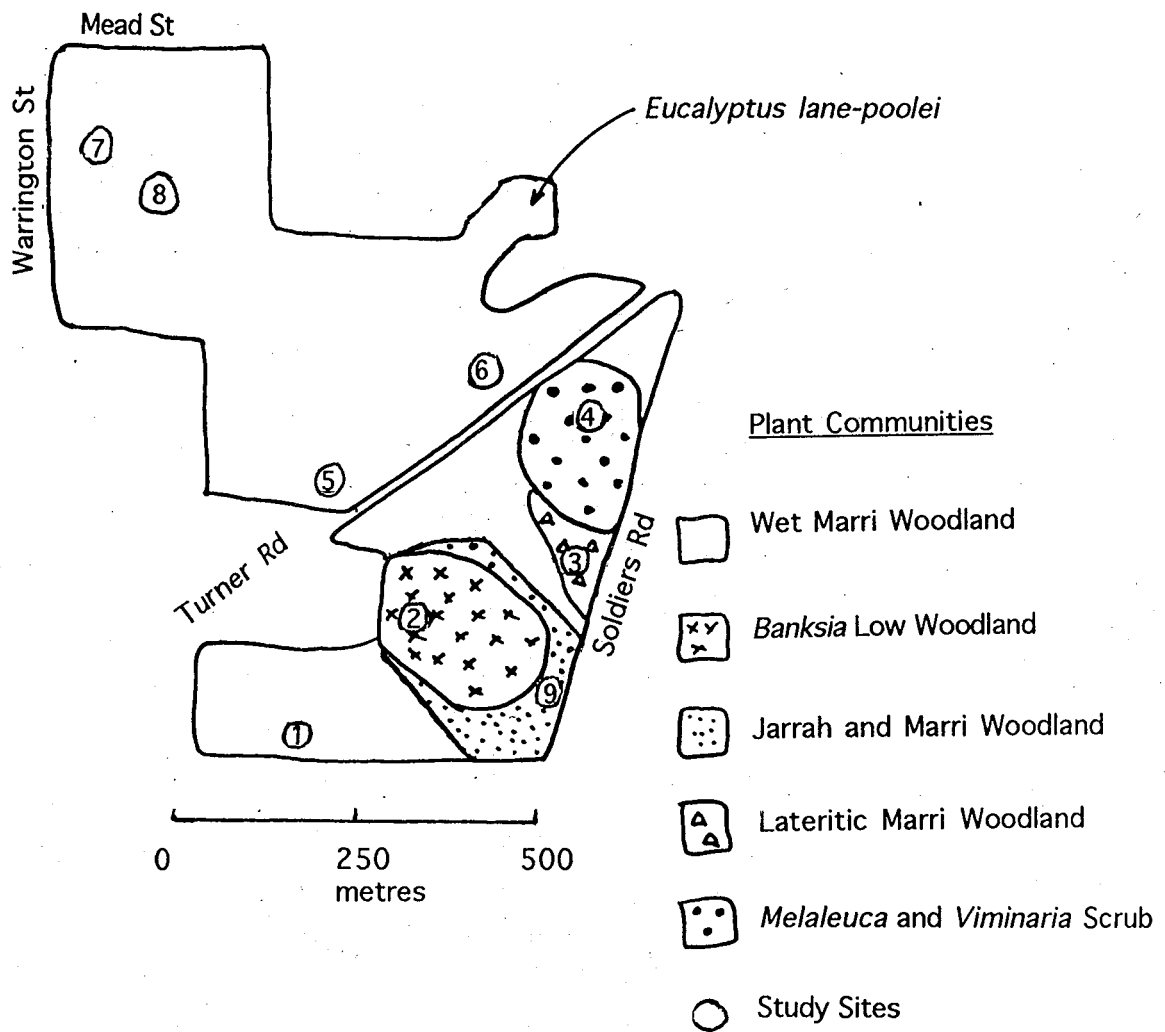 Mead St
Warrington St
Eucalyptus lane-poolei
7
8
6
4
5
3
Turner Rd
2
Soldiers Rd
9
1
0 250 500
metres
Plant Communities
Wet Marri Woodland
Banksia Low Woodland
Jarrah and Marri Woodland
Lateritic Marri Woodland
Melaleuca and Viminaria Scrub
Study Sites